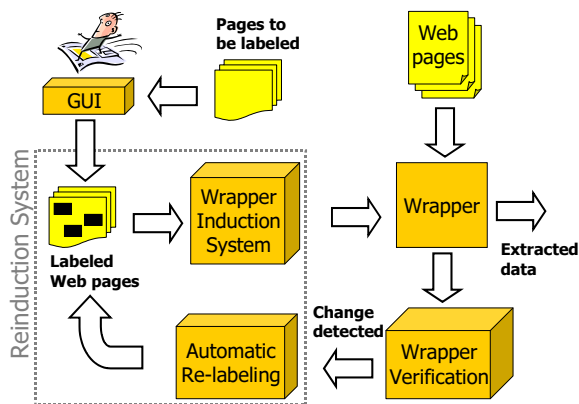 Pages to
be labeled
Web
pages
GUI
Reinduction System
Wrapper
Induction
System
Wrapper
Labeled
Web pages
Extracted
data
Change
detected
Automatic
Re-labeling
Wrapper
Verification